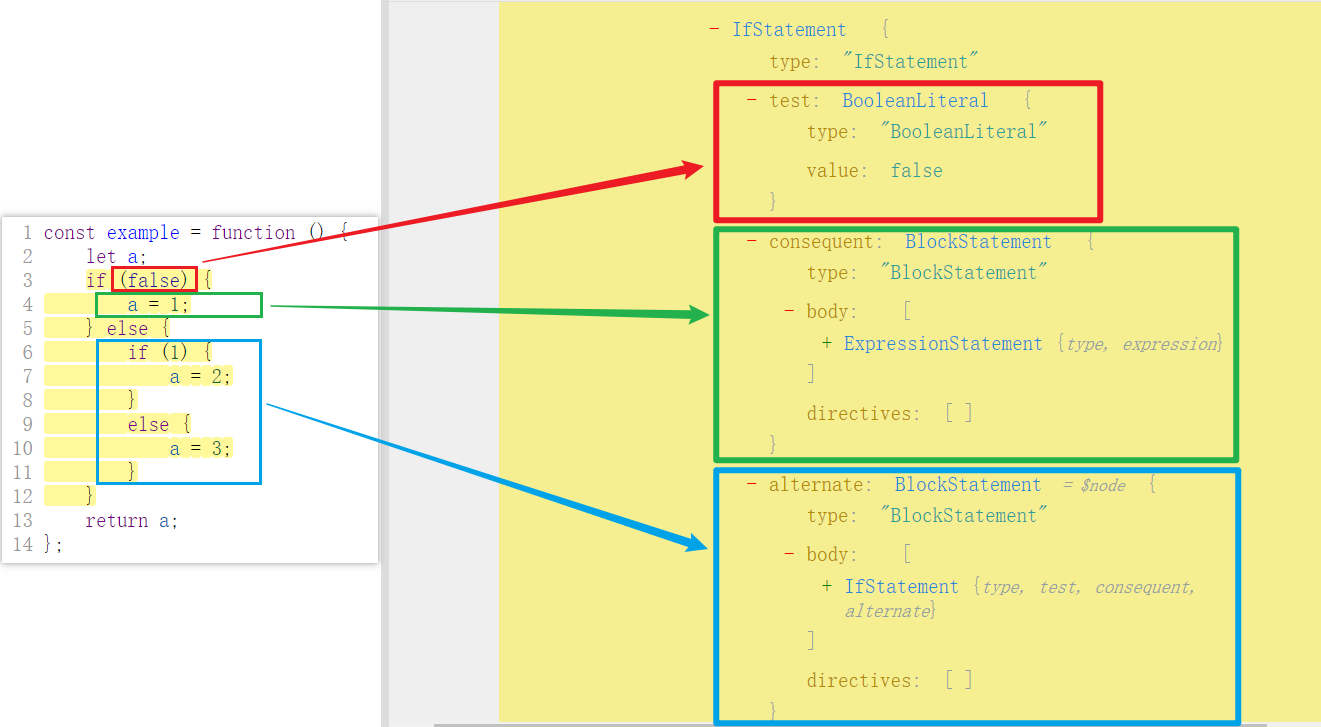 1 const example = function () {
2 let a;
3 if (false) {
4 a = 1;
5 } else {
6 if (1) {
7 a = 2;
8 }
9 else {
10 a = 3;
11 }
12 }
13 return a;
14 };
- IfStatement {
type: "IfStatement"
- test: BooleanLiteral {
type: "BooleanLiteral"
value: false
}
- consequent: BlockStatement {
type: "BlockStatement"
- body: [
+ ExpressionStatement {type, expression}
]
directives: [ ]
}
- alternate: BlockStatement = $node {
type: "BlockStatement"
- body: [
+ IfStatement {type, test, consequent,
alternate}
]
directives: [ ]
}